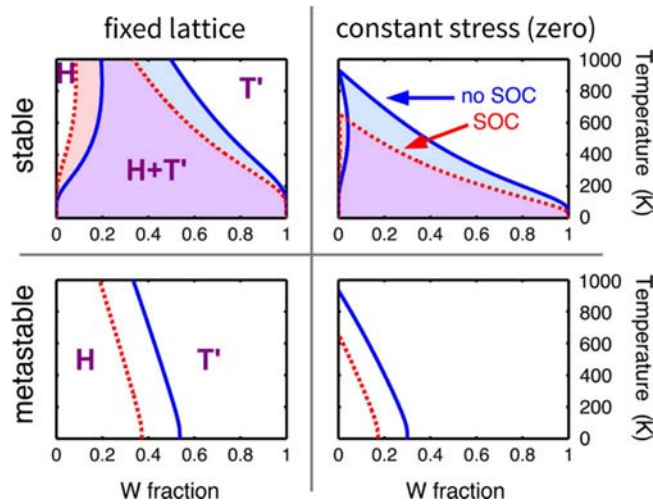 fixed lattice
constant stress (zero)
stable
H
T'
H+T'
0 0.2 0.4 0.6 0.8 1
no SOC
SOC
0 0.2 0.4 0.6 0.8 1
1000
800
600
400
200
0
Temperature (K)
metastable
H
T'
0 0.2 0.4 0.6 0.8 1
W fraction
0 0.2 0.4 0.6 0.8 1
W fraction
1000
800
600
400
200
0
Temperature (K)